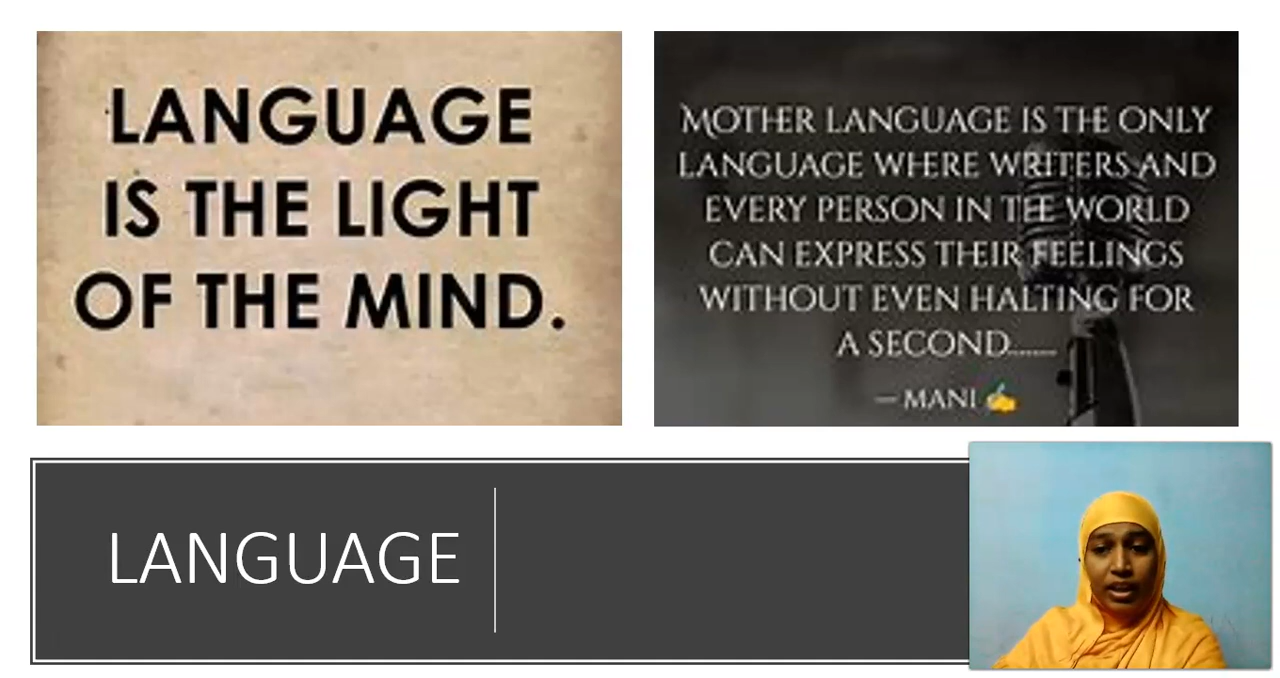 LANGUAGE
IS THE LIGHT
OF THE MIND.
MOTHER LANGUAGE IS THE ONLY
LANGUAGE WHERE WRITERS AND
EVERY PERSON IN THE WORLD
CAN EXPRESS THEIR FEELINGS
WITHOUT EVEN HALTING FOR
A SECOND.......
— MANI ✍️
LANGUAGE